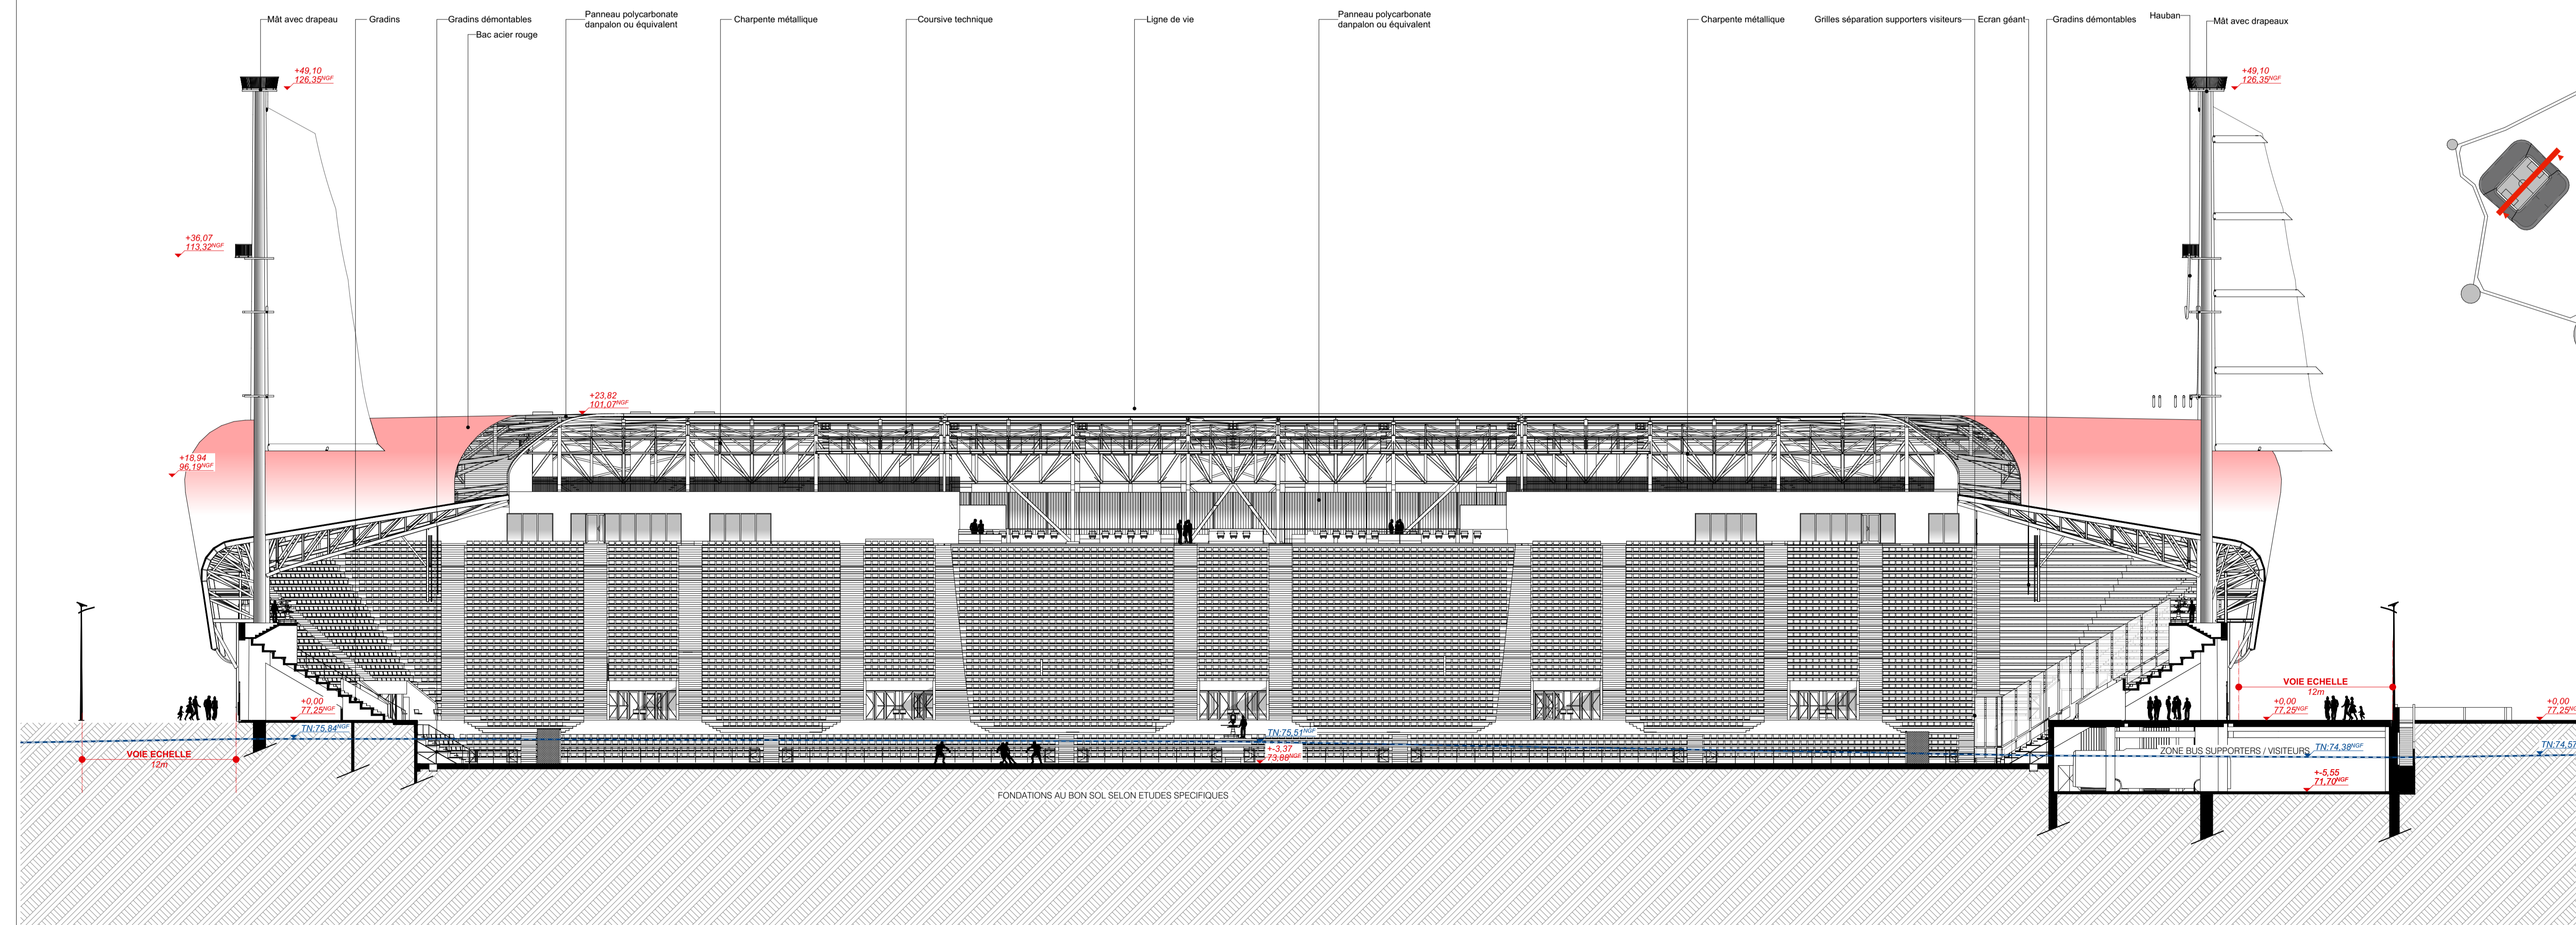 Mât avec drapeau
Gradins
Gradins démontables
Bac acier rouge
Panneau polycarbonate
danpalon ou équivalent
Charpente métallique
Coursive technique
Ligne de vie
Panneau polycarbonate
danpalon ou équivalent
Charpente métallique
Grilles séparation supporters visiteurs
Ecran géant
Gradins démontables
Hauban
Mât avec drapeaux
+49,10
126,35NGF
+49,10
126,35NGF
+36,07
113,32NGF
+23,82
101,07NGF
+18,94
96,19NGF
VOIE ECHELLE
12m
+0,00
77,25NGF
+0,00
77,25NGF
+0,00
77,25NG
TN:75,84NGF
TN:75,51NGF
+-3,37
73,88NGF
VOIE ECHELLE
12m
ZONE BUS SUPPORTERS / VISITEURS
TN:74,38NGF
TN:74,57
+-5,55
71,70NGF
FONDATIONS AU BON SOL SELON ETUDES SPECIFIQUES